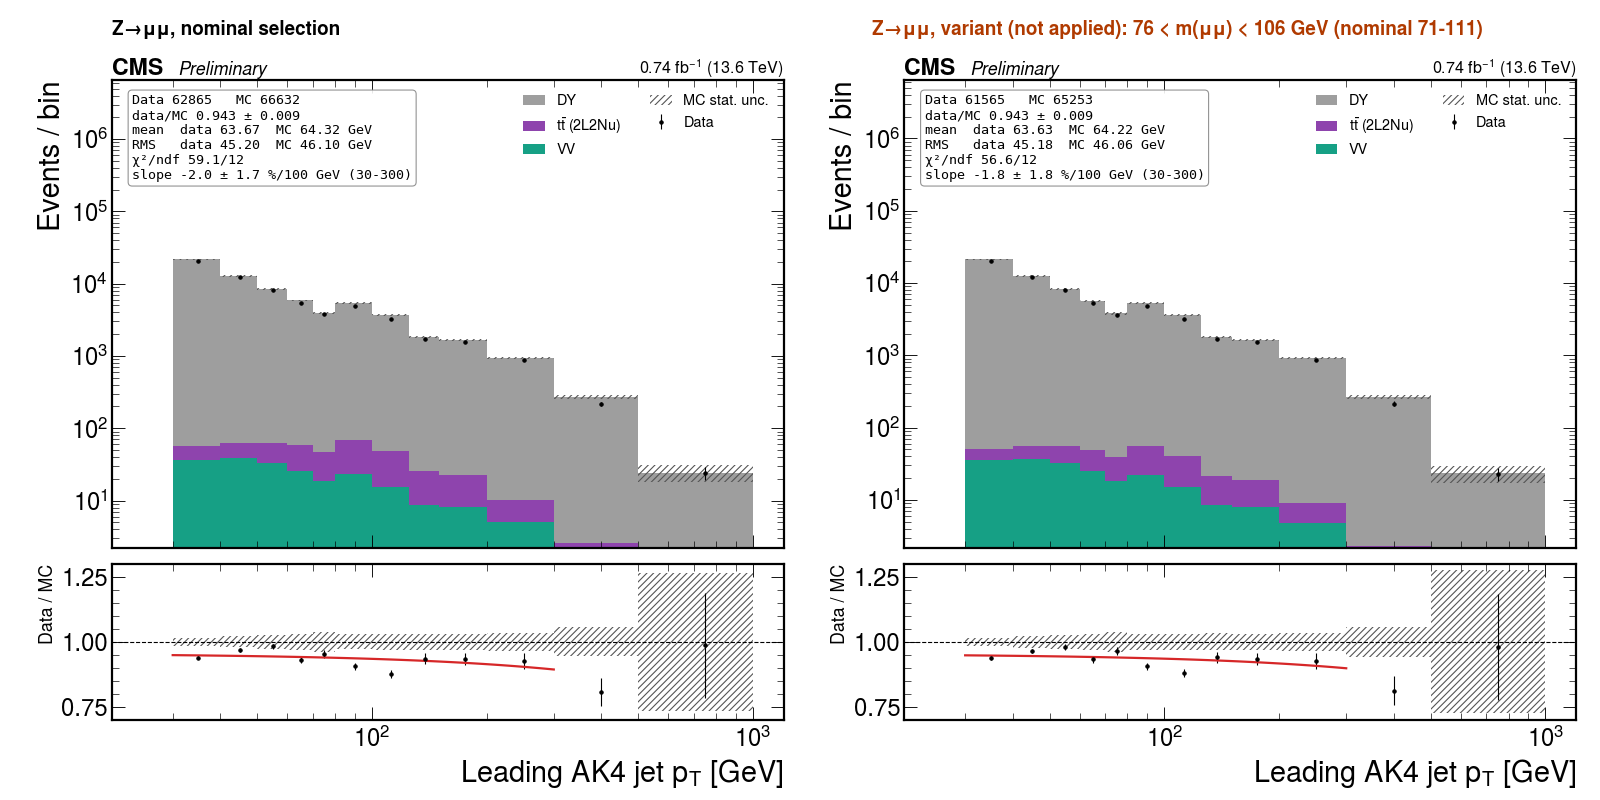 Z→μμ, nominal selection
CMS Preliminary 0.74 fb⁻¹ (13.6 TeV)
Data 62865 MC 66632
data/MC 0.943 ± 0.009
mean data 63.67 MC 64.32 GeV
RMS data 45.20 MC 46.10 GeV
χ²/ndf 59.1/12
slope -2.0 ± 1.7 %/100 GeV (30-300)
DY
tt̄ (2L2Nu)
VV
MC stat. unc.
Data
Events / bin
10⁶
10⁵
10⁴
10³
10²
10¹
Data / MC
1.25
1.00
0.75
10² 10³
Leading AK4 jet p_T [GeV]
Z→μμ, variant (not applied): 76 < m(μμ) < 106 GeV (nominal 71-111)
CMS Preliminary 0.74 fb⁻¹ (13.6 TeV)
Data 61565 MC 65253
data/MC 0.943 ± 0.009
mean data 63.63 MC 64.22 GeV
RMS data 45.18 MC 46.06 GeV
χ²/ndf 56.6/12
slope -1.8 ± 1.8 %/100 GeV (30-300)
DY
tt̄ (2L2Nu)
VV
MC stat. unc.
Data
Events / bin
10⁶
10⁵
10⁴
10³
10²
10¹
Data / MC
1.25
1.00
0.75
10² 10³
Leading AK4 jet p_T [GeV]